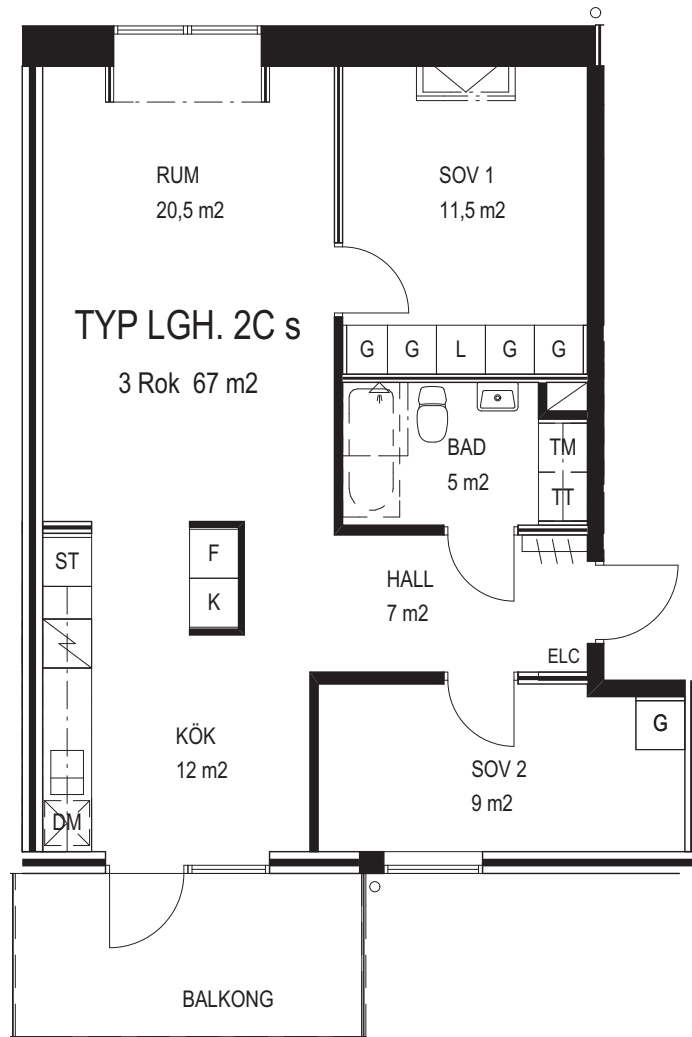 RUM
20,5 m2
SOV 1
11,5 m2
TYP LGH. 2C s
3 Rok 67 m2
G G L G G
BAD
5 m2
TM
TT
ST
F
K
HALL
7 m2
ELC
KÖK
12 m2
SOV 2
9 m2
G
DM
BALKONG